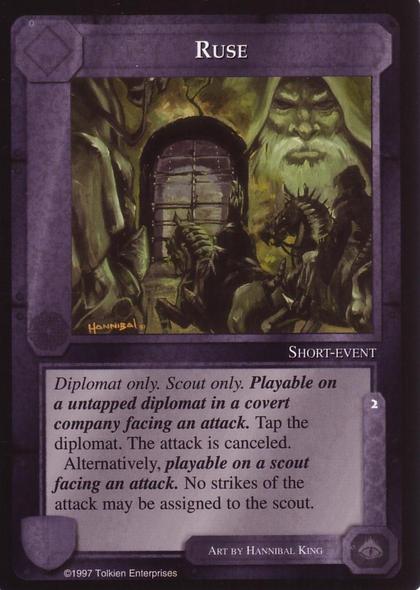 Ruse
Hannibal
Short-event
Diplomat only. Scout only. Playable on
a untapped diplomat in a covert
company facing an attack. Tap the
diplomat. The attack is canceled.
Alternatively, playable on a scout
facing an attack. No strikes of the
attack may be assigned to the scout.
2
Art by Hannibal King
©1997 Tolkien Enterprises